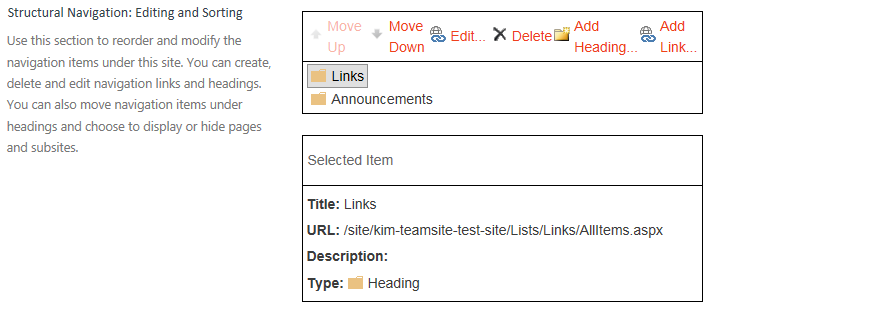 Structural Navigation: Editing and Sorting
Use this section to reorder and modify the
navigation items under this site. You can create,
delete and edit navigation links and headings.
You can also move navigation items under
headings and choose to display or hide pages
and subsites.
Move Up
Move Down
Edit...
Delete
Add Heading...
Add Link...
Links
Announcements
Selected Item
Title: Links
URL: /site/kim-teamsite-test-site/Lists/Links/AllItems.aspx
Description:
Type: Heading